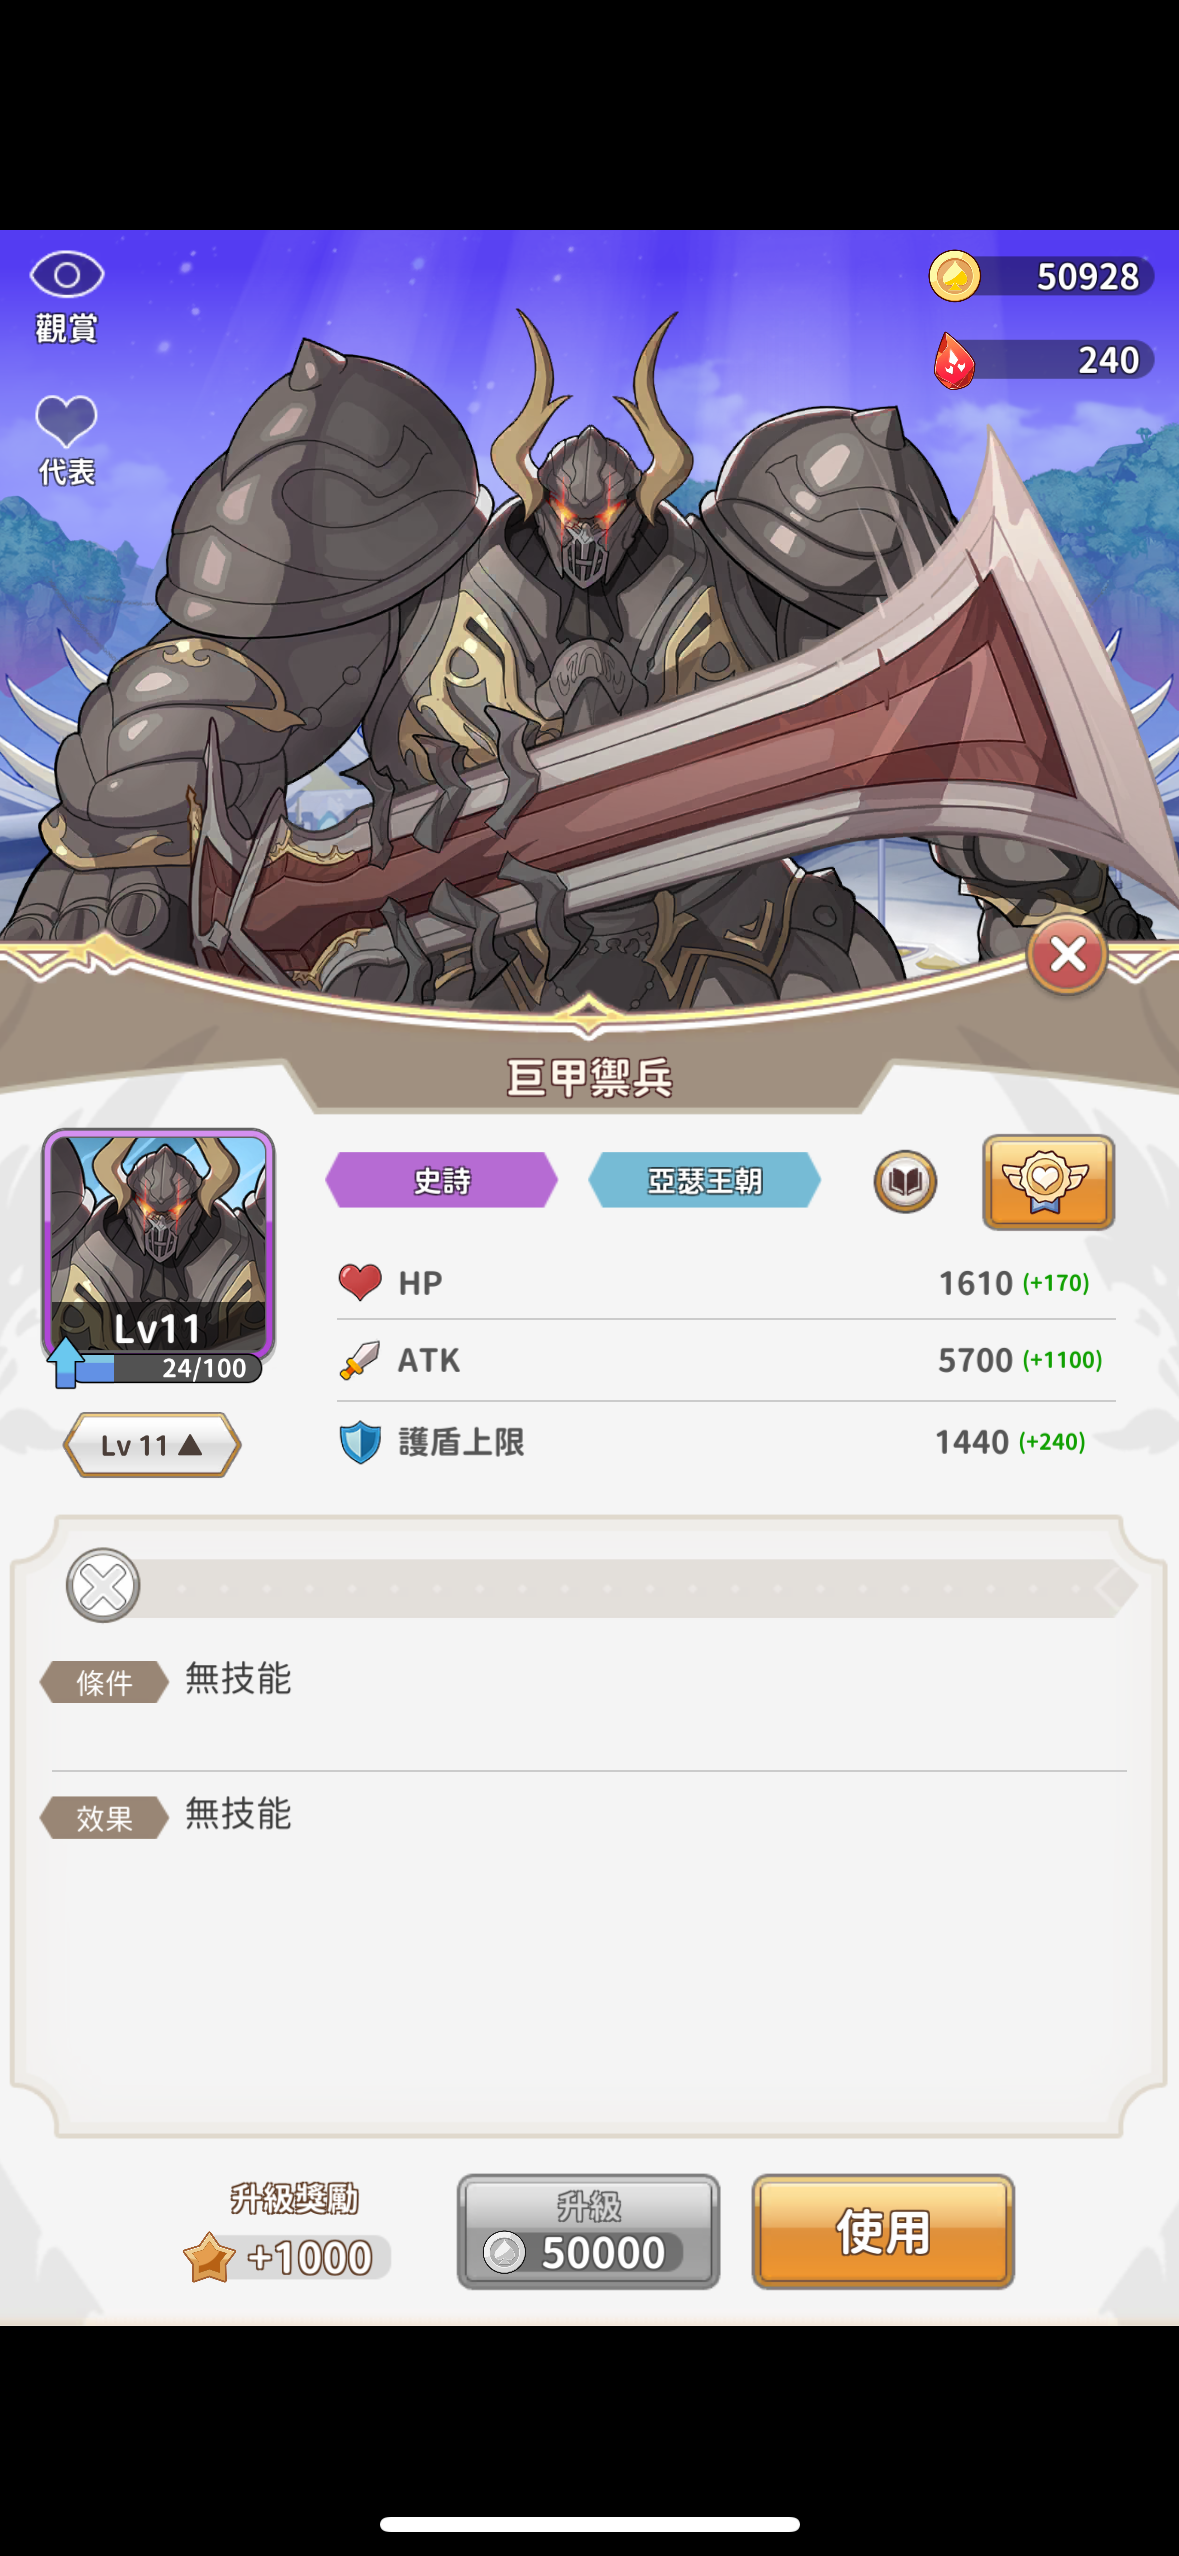 觀賞
50928
240
代表
巨甲禦兵
史詩
亞瑟王朝
Lv11
24/100
Lv 11 ▲
HP
1610 (+170)
ATK
5700 (+1100)
護盾上限
1440 (+240)
條件
無技能
效果
無技能
升級獎勵
+1000
升級
50000
使用